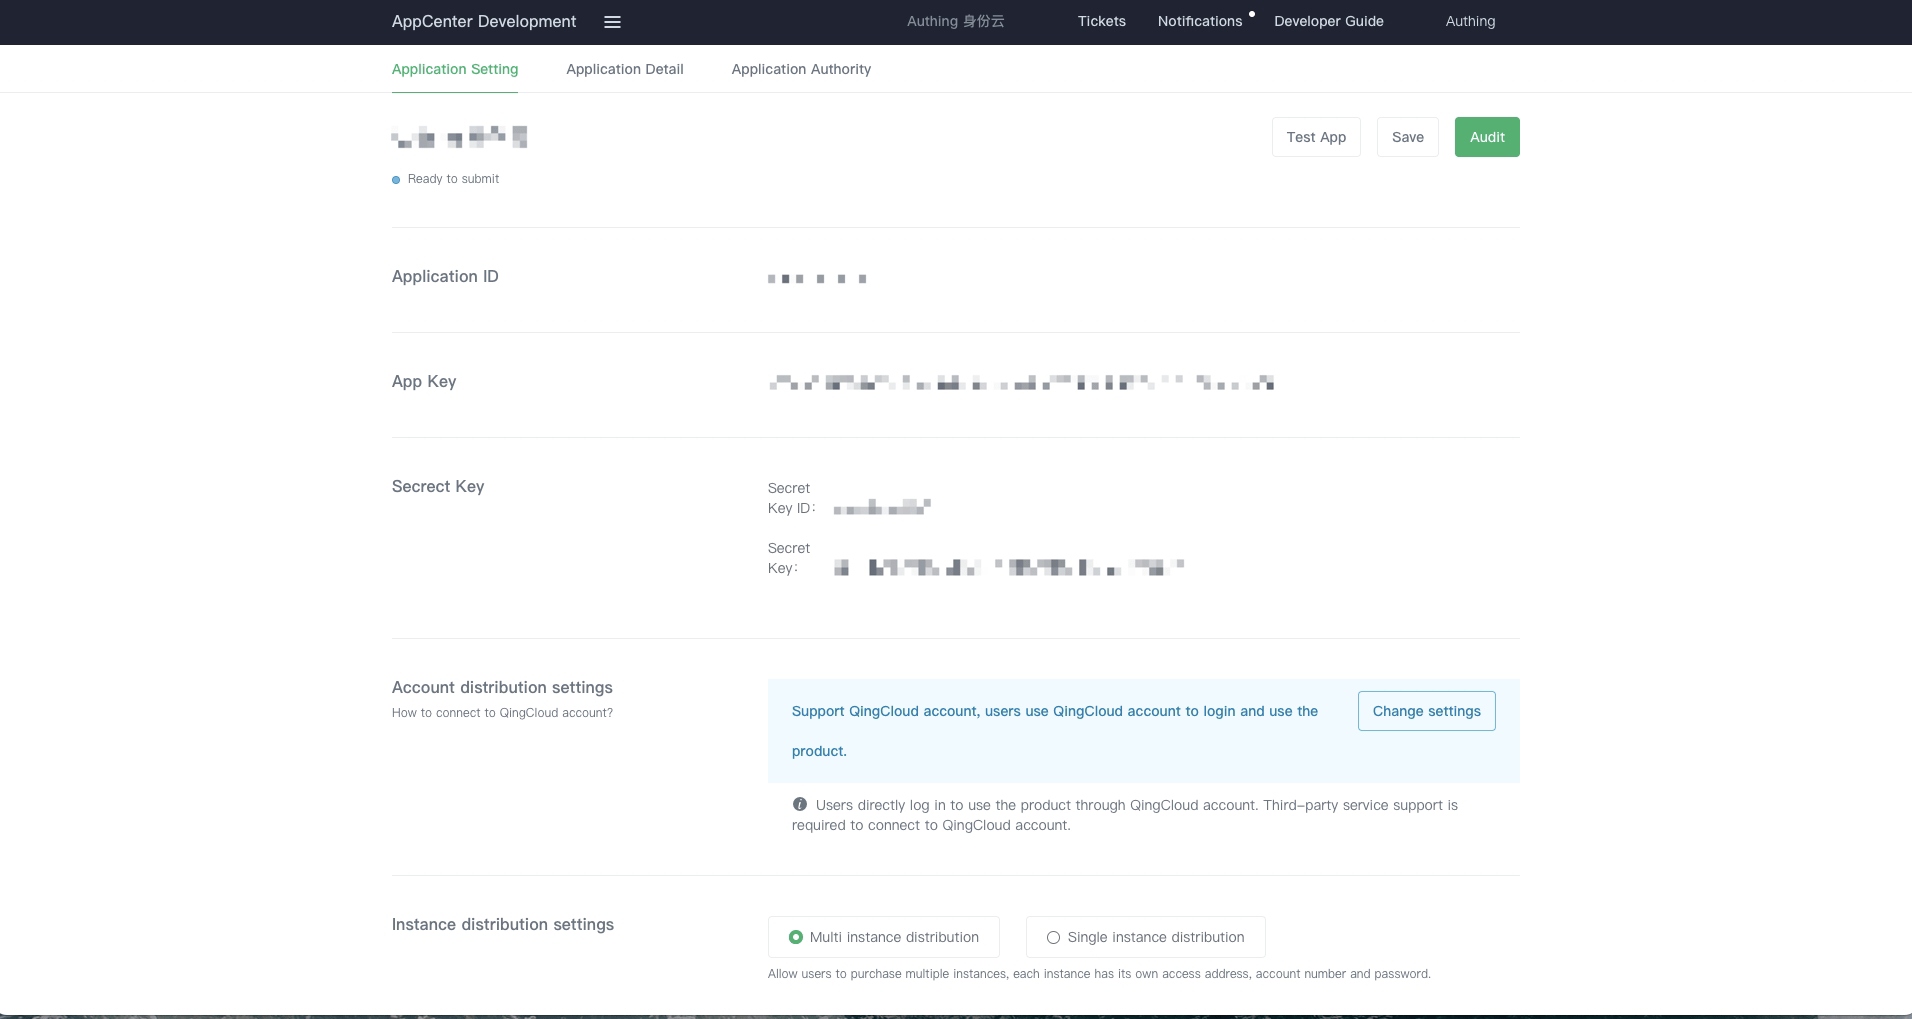 AppCenter Development
Authing 身份云
Tickets
Notifications
Developer Guide
Authing
Application Setting
Application Detail
Application Authority
Test App
Save
Audit
Ready to submit
Application ID
App Key
Secrect Key
Secret
Key ID:
Secret
Key:
Account distribution settings
How to connect to QingCloud account?
Support QingCloud account, users use QingCloud account to login and use the
product.
Change settings
Users directly log in to use the product through QingCloud account. Third-party service support is
required to connect to QingCloud account.
Instance distribution settings
Multi instance distribution
Single instance distribution
Allow users to purchase multiple instances, each instance has its own access address, account number and password.